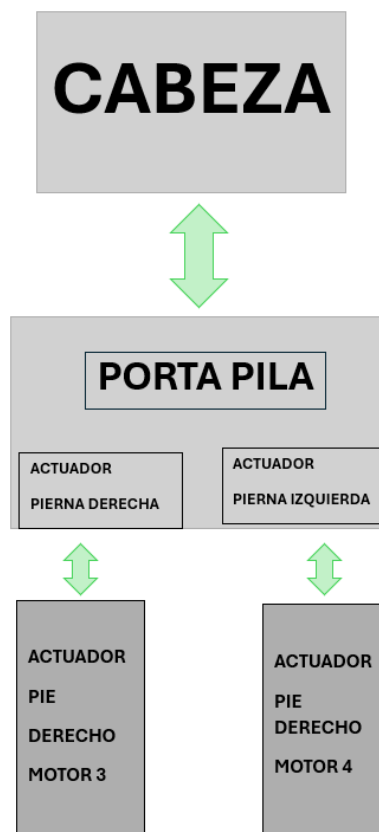 CABEZA
PORTA PILA
ACTUADOR
PIERNA DERECHA
ACTUADOR
PIERNA IZQUIERDA
ACTUADOR
PIE
DERECHO
MOTOR 3
ACTUADOR
PIE
DERECHO
MOTOR 4